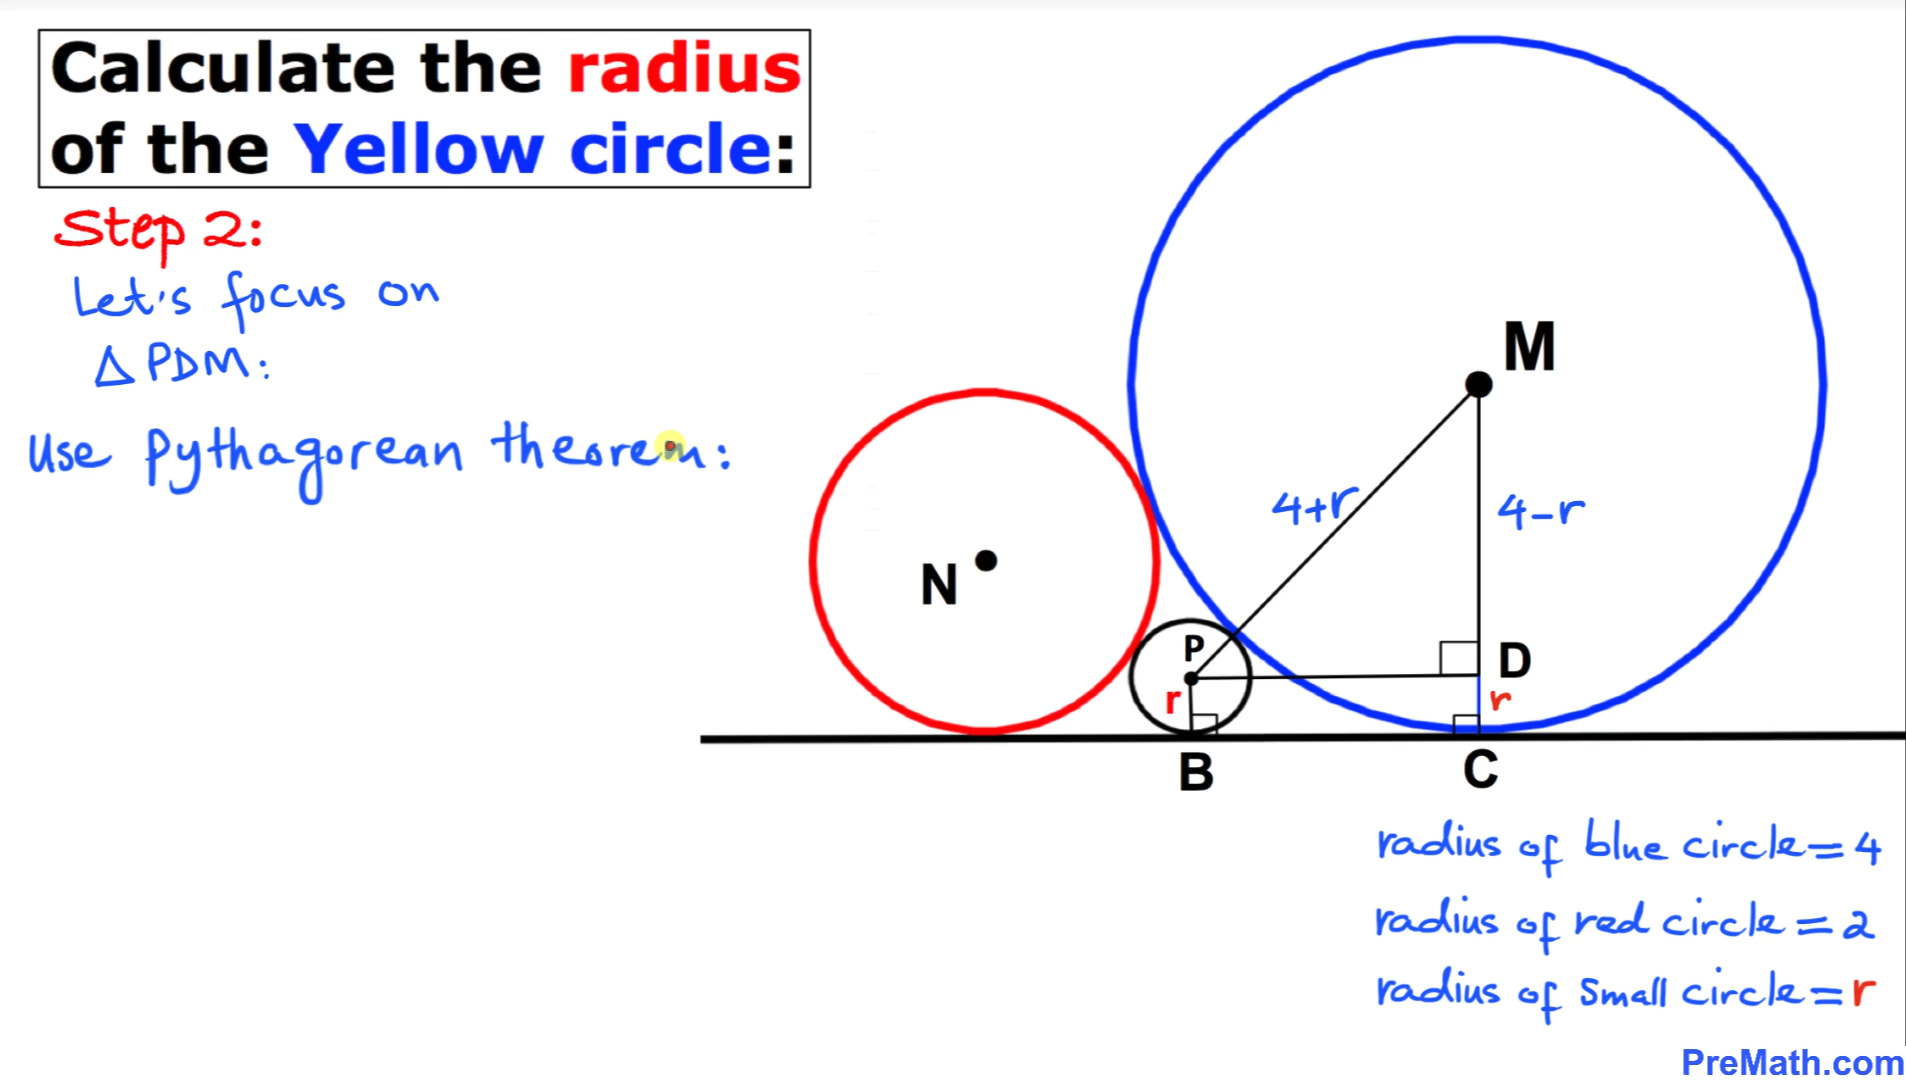 Calculate the radius
of the Yellow circle:
Step 2:
Let's focus on
Δ PDM:
Use Pythagorean theorem:
M
4+r
4-r
N
P
D
r
r
B
C
radius of blue circle=4
radius of red circle=2
radius of small circle=r
PreMath.com